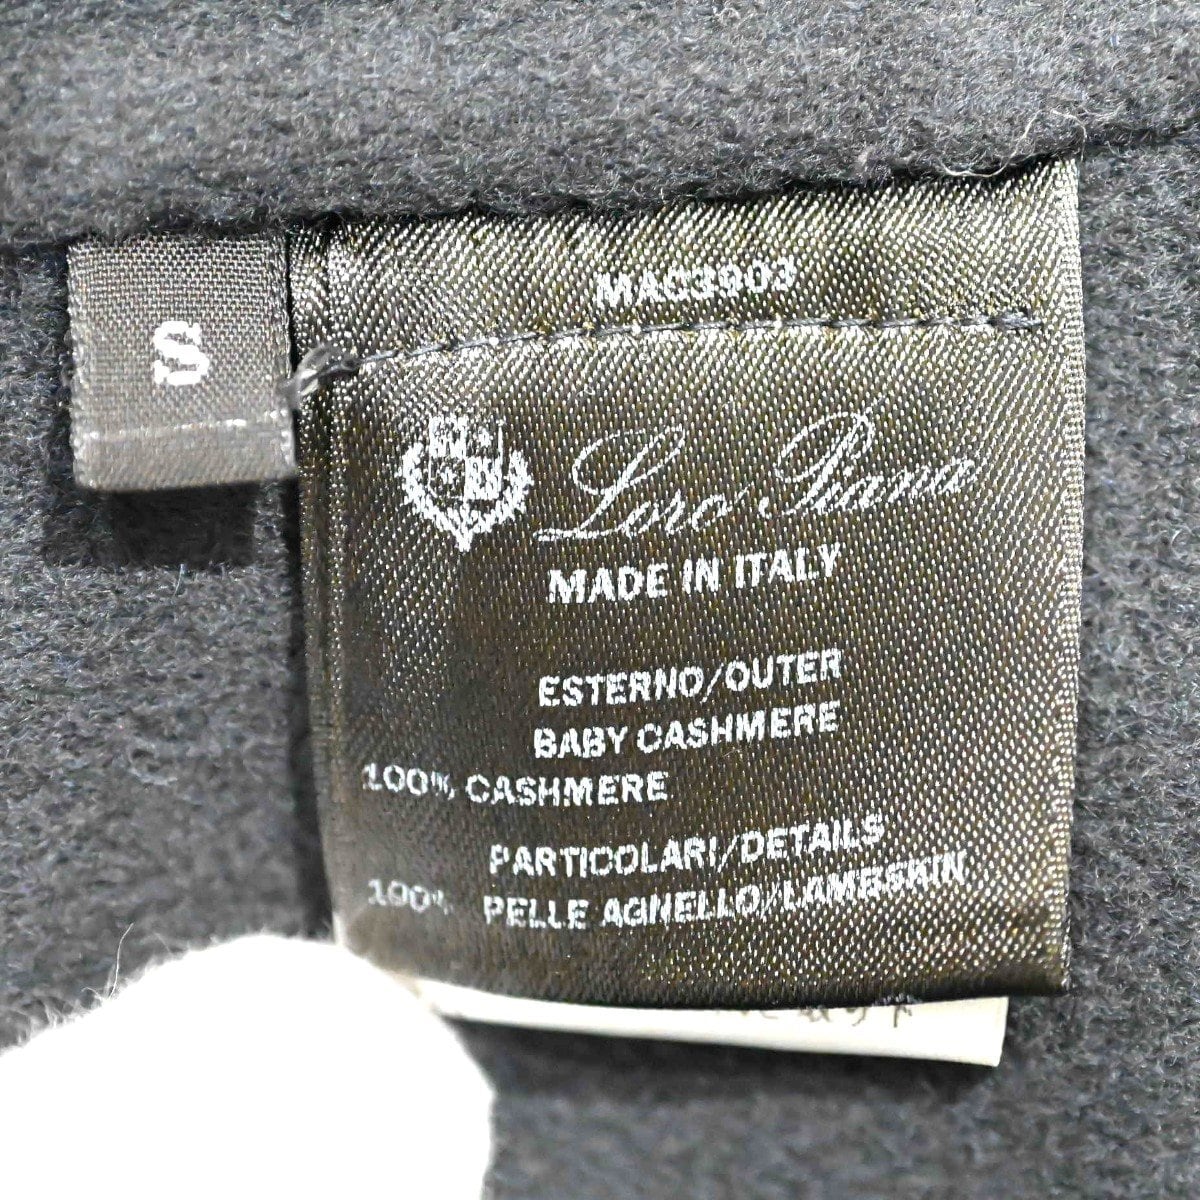 S
MAC3903
Loro Piana
MADE IN ITALY
ESTERNO/OUTER
BABY CASHMERE
100% CASHMERE
PARTICOLARI/DETAILS
100% PELLE AGNELLO/LAMBSKIN